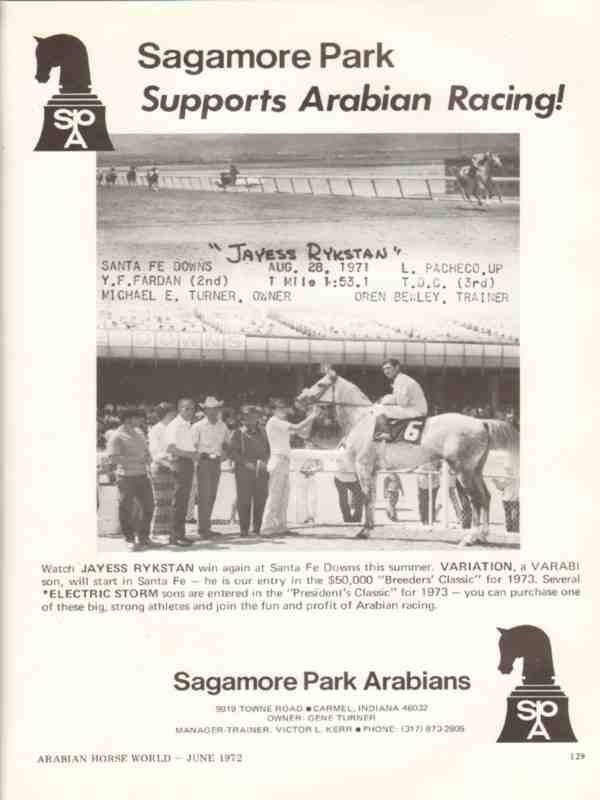 Sagamore Park
Supports Arabian Racing!
SPA
"JAYESS RYKSTAN"
SANTA FE DOWNS AUG. 28, 1971 L. PACHECO,UP
Y.F.FARDAN (2nd) 1 Mile 1:53.1 T.D.C. (3rd)
MICHAEL E. TURNER, OWNER OREN BEWLEY, TRAINER
E DOWNS
6
Watch JAYESS RYKSTAN win again at Santa Fe Downs this summer. VARIATION, a VARABI
son, will start in Santa Fe — he is our entry in the $50,000 "Breeders' Classic" for 1973. Several
*ELECTRIC STORM sons are entered in the "President's Classic" for 1973 — you can purchase one
of these big, strong athletes and join the fun and profit of Arabian racing.
Sagamore Park Arabians
9919 TOWNE ROAD ● CARMEL, INDIANA 46032
OWNER: GENE TURNER
MANAGER-TRAINER: VICTOR L. KERR ● PHONE: (317) 873-2805
SPA
ARABIAN HORSE WORLD — JUNE 1972
129